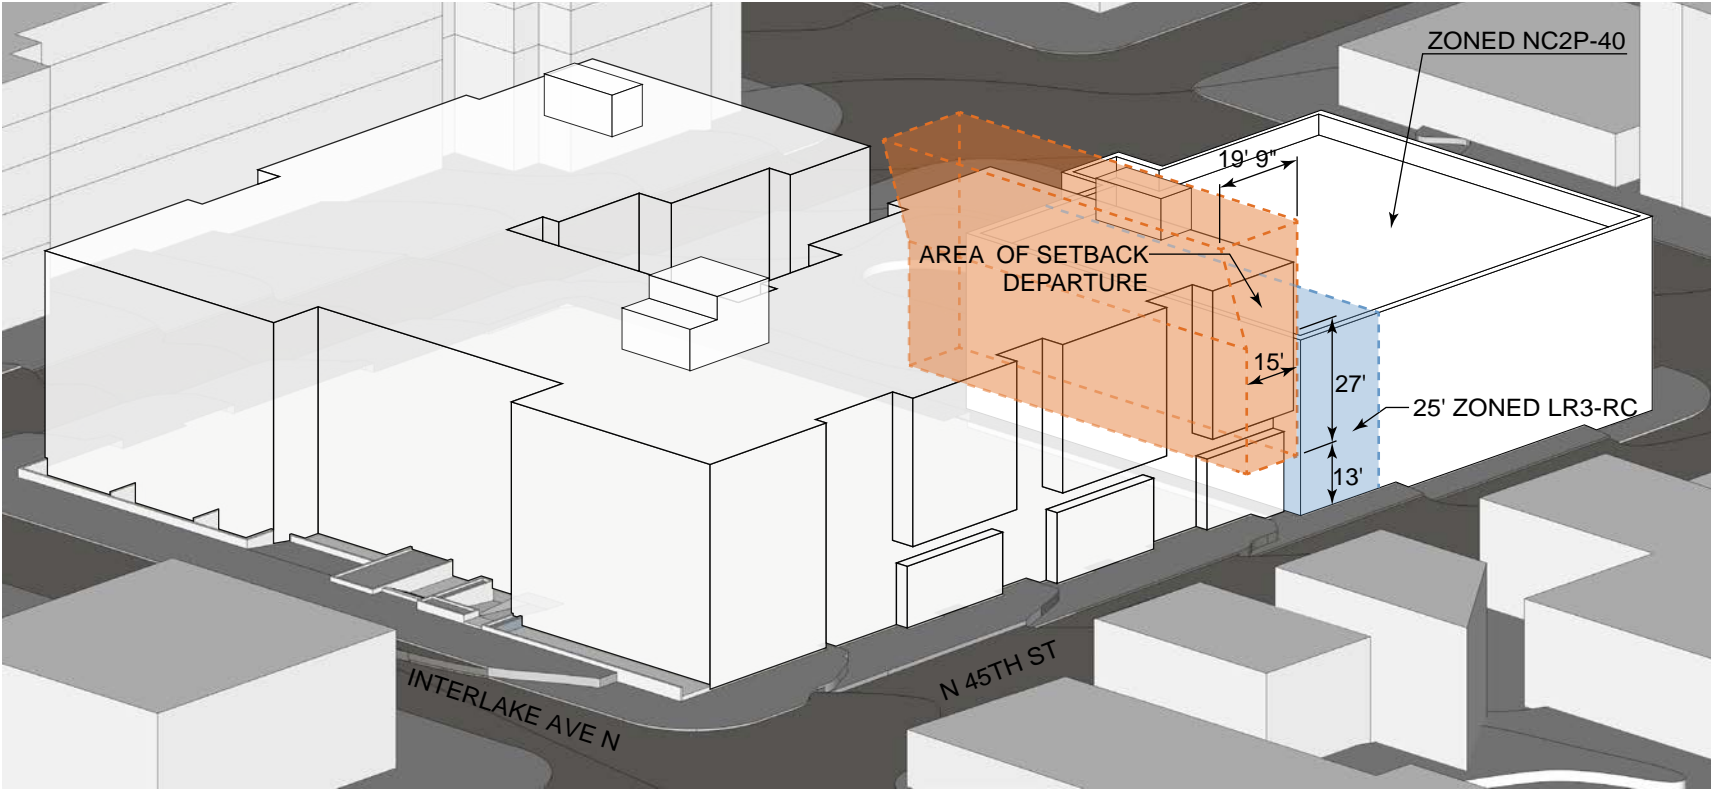 ZONED NC2P-40
19' 9"
AREA OF SETBACK
DEPARTURE
15'
27'
25' ZONED LR3-RC
13'
N 45TH ST
INTERLAKE AVE N